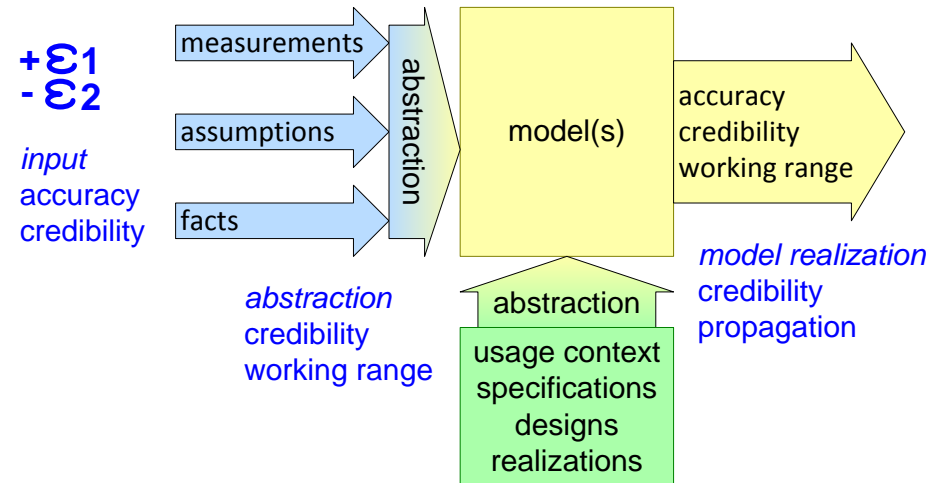 +ε1
- ε2
input
accuracy
credibility
measurements
assumptions
facts
abstraction
abstraction
credibility
working range
model(s)
accuracy
credibility
working range
model realization
credibility
propagation
abstraction
usage context
specifications
designs
realizations